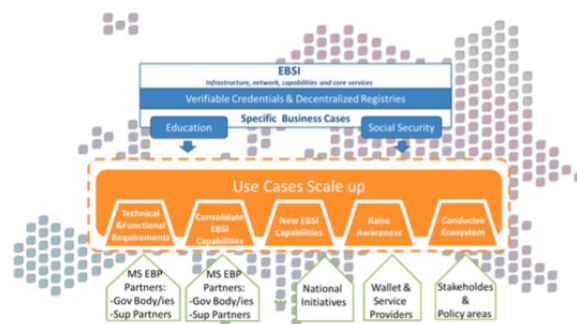 EBSI
Infrastructure, network, capabilities and core services
Verifiable Credentials & Decentralized Registries
Specific Business Cases
Education
Social Security
Use Cases Scale up
Technical
&Functional
Requirements
Consolidate
EBSI
Capabilities
New EBSI
Capabilities
Raise
Awareness
Conducive
Ecosystem
MS EBP
Partners:
-Gov Body/ies
-Sup Partners
MS EBP
Partners:
-Gov Body/ies
-Sup Partners
...
National
Initiatives
Wallet &
Service
Providers
Stakeholdes
&
Policy areas